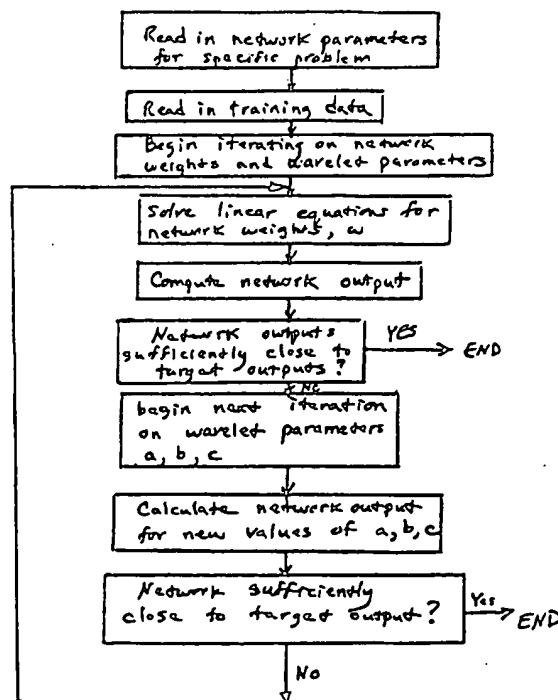 Read in network parameters
for specific problem
Read in training data
Begin iterating on network
weights and wavelet parameters
Solve linear equations for
network weights, w
Compute network output
Network outputs
sufficiently close to
target outputs?
YES
END
NO
begin next iteration
on wavelet parameters
a, b, c
Calculate network output
for new values of a, b, c
Network sufficiently
close to target output?
Yes
END
NO